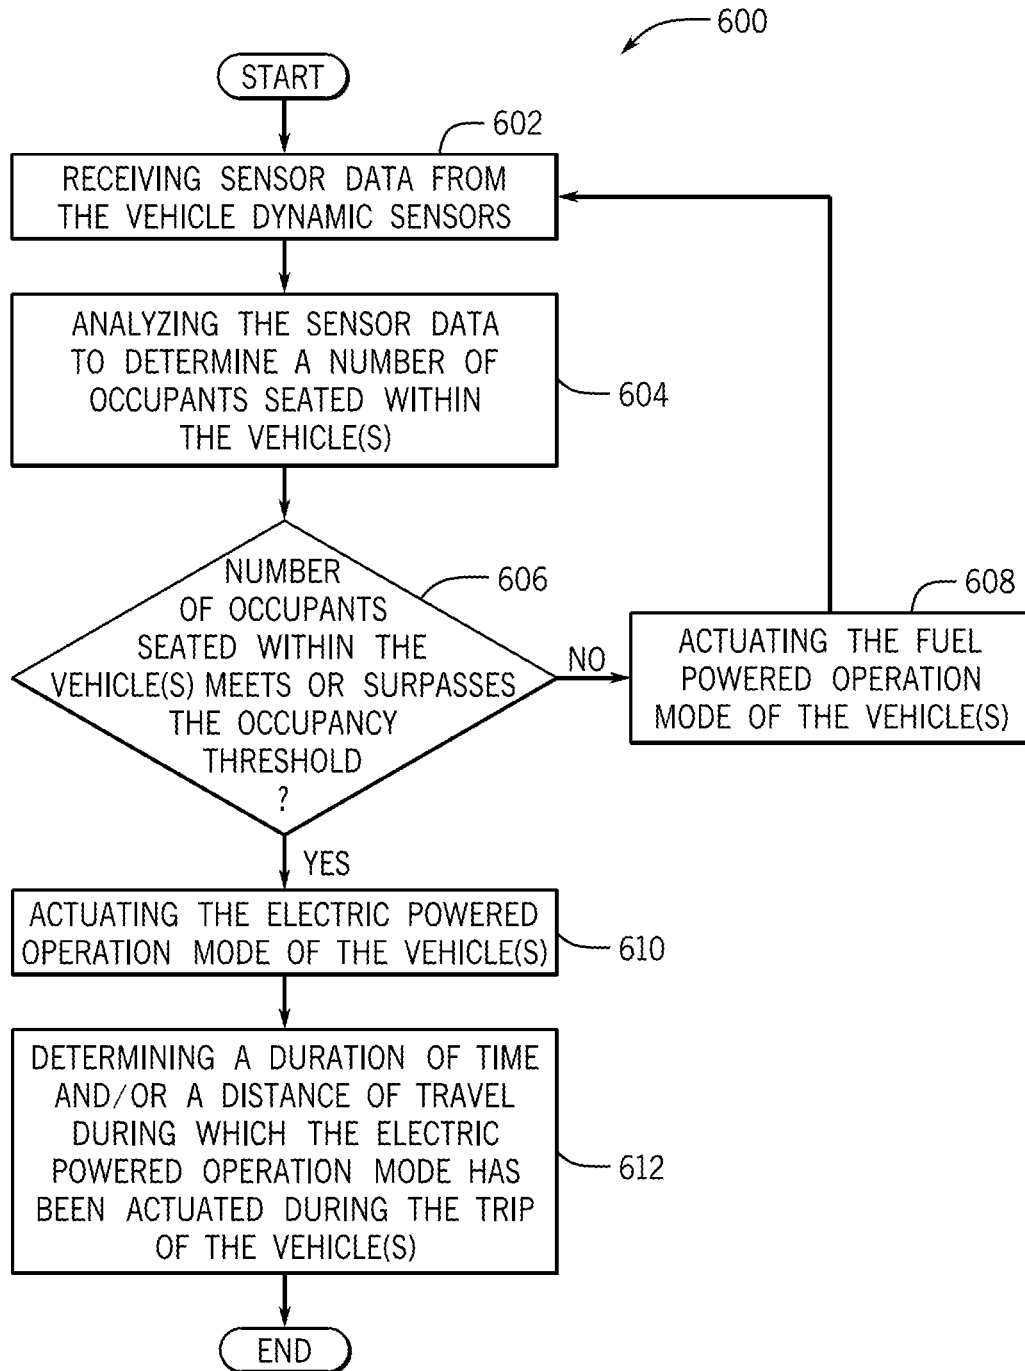 600
START
602
RECEIVING SENSOR DATA FROM
THE VEHICLE DYNAMIC SENSORS
ANALYZING THE SENSOR DATA
TO DETERMINE A NUMBER OF
OCCUPANTS SEATED WITHIN
THE VEHICLE(S)
604
NUMBER
OF OCCUPANTS
SEATED WITHIN THE
VEHICLE(S) MEETS OR SURPASSES
THE OCCUPANCY
THRESHOLD
?
606
NO
608
ACTUATING THE FUEL
POWERED OPERATION
MODE OF THE VEHICLE(S)
YES
ACTUATING THE ELECTRIC POWERED
OPERATION MODE OF THE VEHICLE(S)
610
DETERMINING A DURATION OF TIME
AND/OR A DISTANCE OF TRAVEL
DURING WHICH THE ELECTRIC
POWERED OPERATION MODE HAS
BEEN ACTUATED DURING THE TRIP
OF THE VEHICLE(S)
612
END